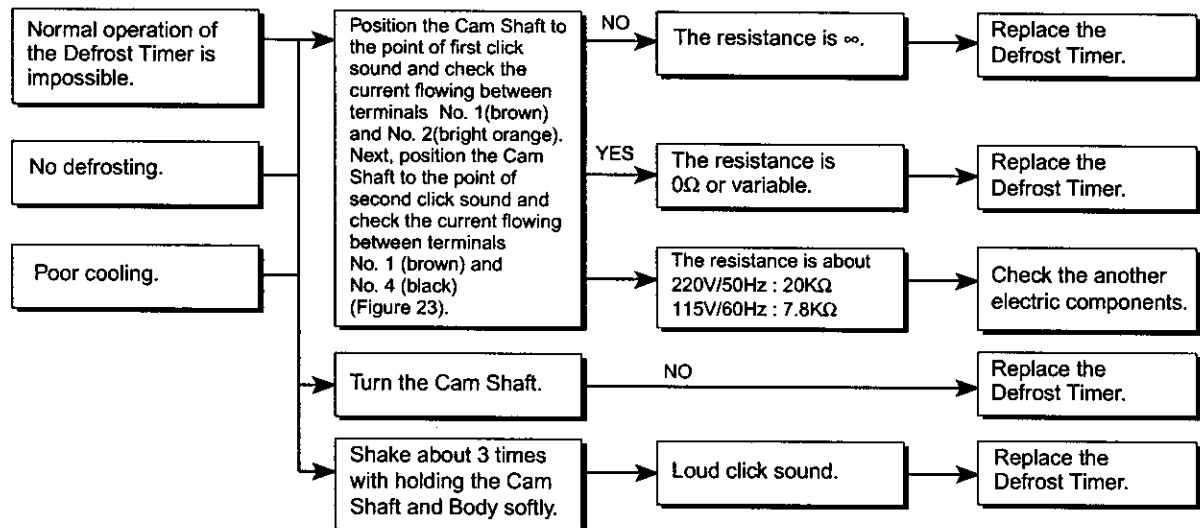 Normal operation of
the Defrost Timer is
impossible.
No defrosting.
Poor cooling.
Position the Cam Shaft to
the point of first click
sound and check the
current flowing between
terminals No. 1(brown)
and No. 2(bright orange).
Next, position the Cam
Shaft to the point of
second click sound and
check the current flowing
between terminals
No. 1 (brown) and
No. 4 (black)
(Figure 23).
NO
The resistance is ∞.
Replace the
Defrost Timer.
YES
The resistance is
0Ω or variable.
Replace the
Defrost Timer.
The resistance is about
220V/50Hz : 20KΩ
115V/60Hz : 7.8KΩ
Check the another
electric components.
Turn the Cam Shaft.
NO
Replace the
Defrost Timer.
Shake about 3 times
with holding the Cam
Shaft and Body softly.
Loud click sound.
Replace the
Defrost Timer.